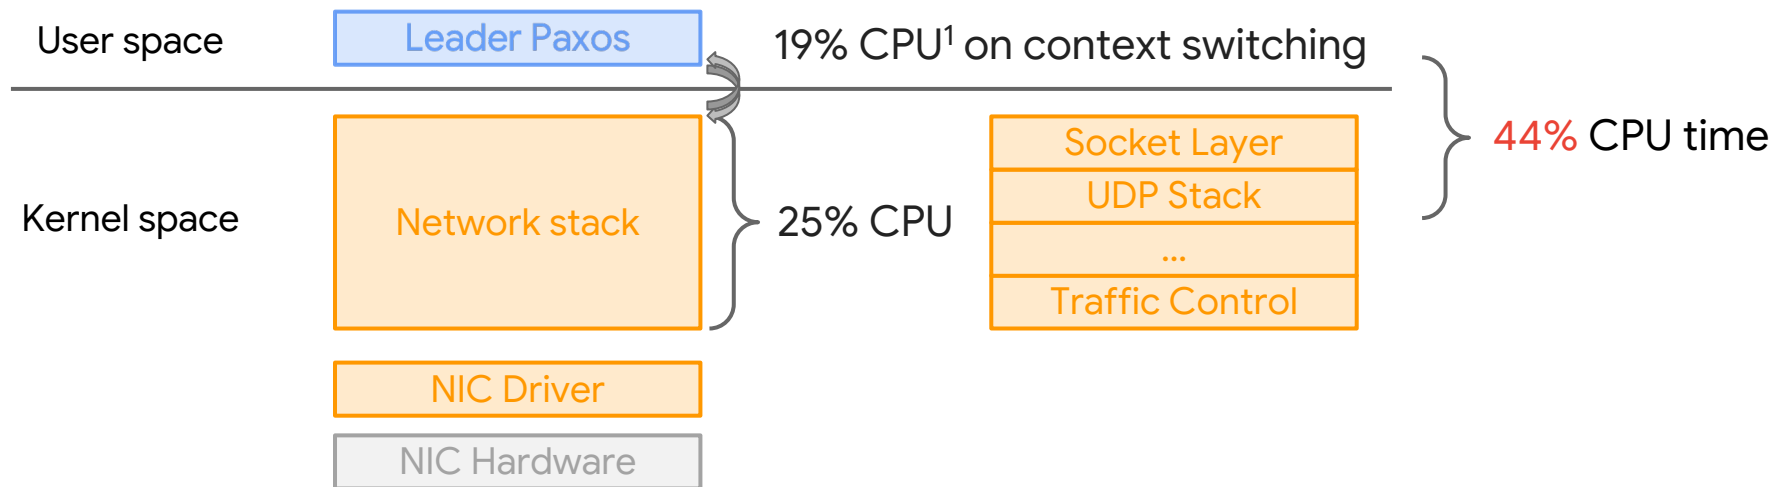 User space
Leader Paxos
19% CPU¹ on context switching
44% CPU time
Kernel space
Network stack
25% CPU
Socket Layer
UDP Stack
...
Traffic Control
NIC Driver
NIC Hardware